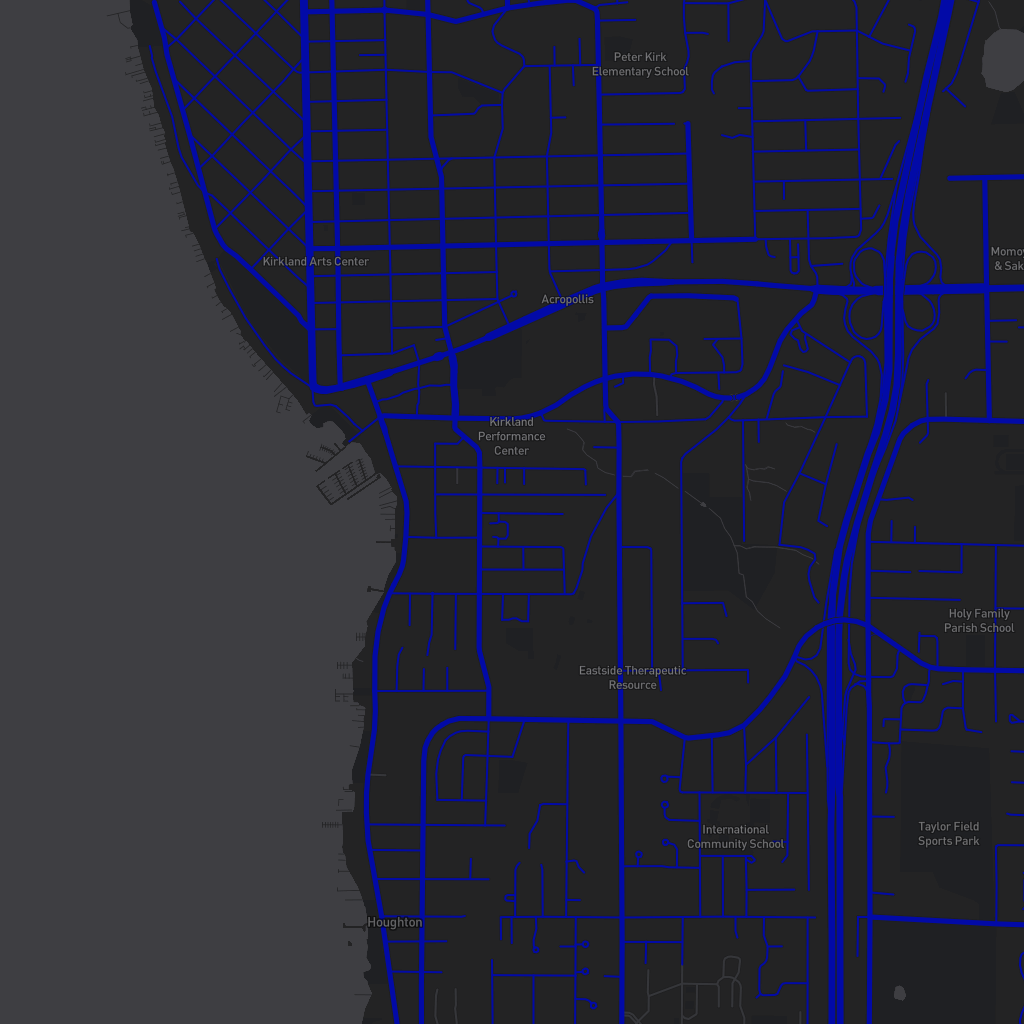 Peter Kirk
Elementary School
Kirkland Arts Center
Acropollis
& Sak
Kirkland
Performance
Center
Holy Family
Parish School
Eastside Therapeutic
Resource
International
Community School
Taylor Field
Sports Park
Houghton